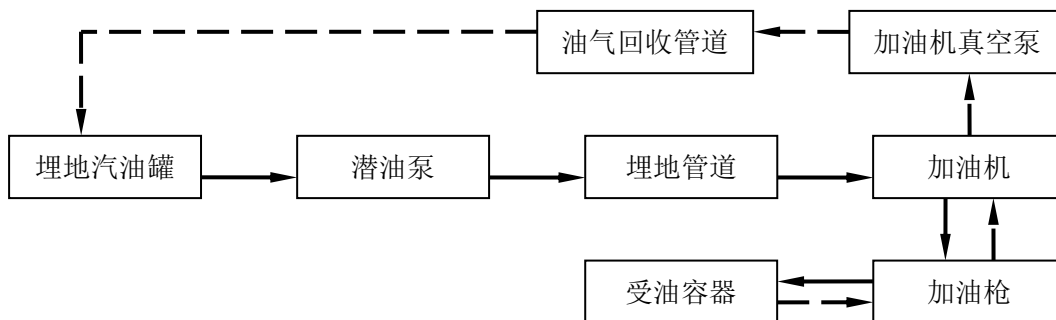 油气回收管道
加油机真空泵
埋地汽油罐
潜油泵
埋地管道
加油机
受油容器
加油枪